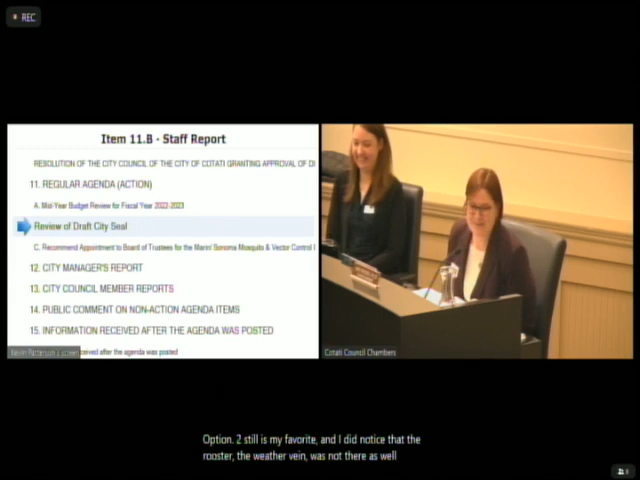 REC
Item 11.B - Staff Report
RESOLUTION OF THE CITY COUNCIL OF THE CITY OF COTATI GRANTING APPROVAL OF DI
11. REGULAR AGENDA (ACTION)
A. Mid-Year Budget Review for Fiscal Year 2022-2023
Review of Draft City Seal
C. Recommend Appointment to Board of Trustees for the Marin/ Sonoma Mosquito & Vector Control
12. CITY MANAGER'S REPORT
13. CITY COUNCIL MEMBER REPORTS
14. PUBLIC COMMENT ON NON-ACTION AGENDA ITEMS
15. INFORMATION RECEIVED AFTER THE AGENDA WAS POSTED
ceived after the agenda was posted
Cotati Council Chambers
Option. 2 still is my favorite, and I did notice that the
rooster, the weather vein, was not there as well